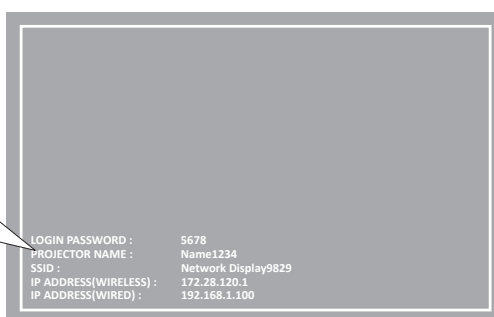 LOGIN PASSWORD : 5678
PROJECTOR NAME : Name1234
SSID : Network Display9829
IP ADDRESS(WIRELESS) : 172.28.120.1
IP ADDRESS(WIRED) : 192.168.1.100